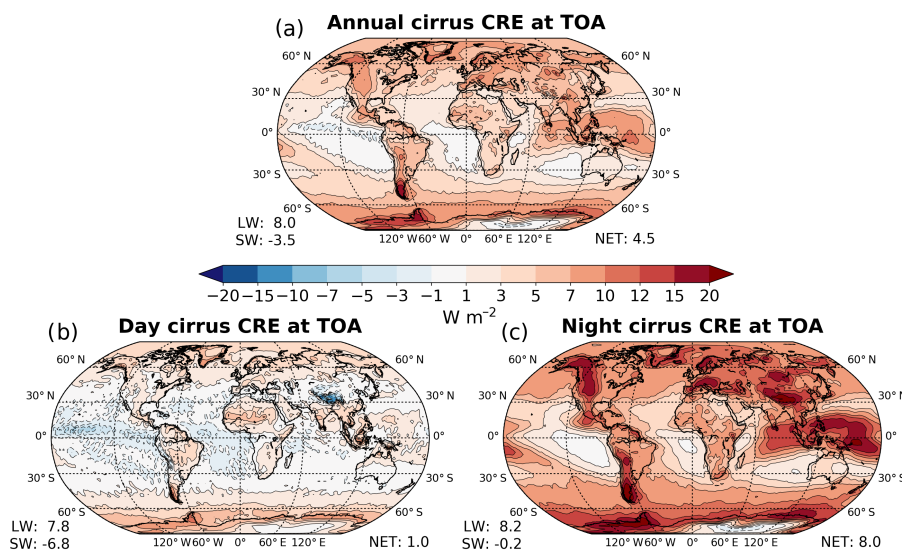 (a) Annual cirrus CRE at TOA
60° N
60° N
30° N
30° N
0°
0°
30° S
30° S
60° S
60° S
120° W 60° W 0° 60° E 120° E
LW: 8.0
SW: -3.5
NET: 4.5
−20 −15 −10 −7 −5 −3 −1 1 3 5 7 10 12 15 20
W m⁻²
(b) Day cirrus CRE at TOA
60° N
60° N
30° N
30° N
0°
0°
30° S
30° S
60° S
60° S
120° W 60° W 0° 60° E 120° E
LW: 7.8
SW: -6.8
NET: 1.0
(c) Night cirrus CRE at TOA
60° N
60° N
30° N
30° N
0°
0°
30° S
30° S
60° S
60° S
120° W 60° W 0° 60° E 120° E
LW: 8.2
SW: -0.2
NET: 8.0